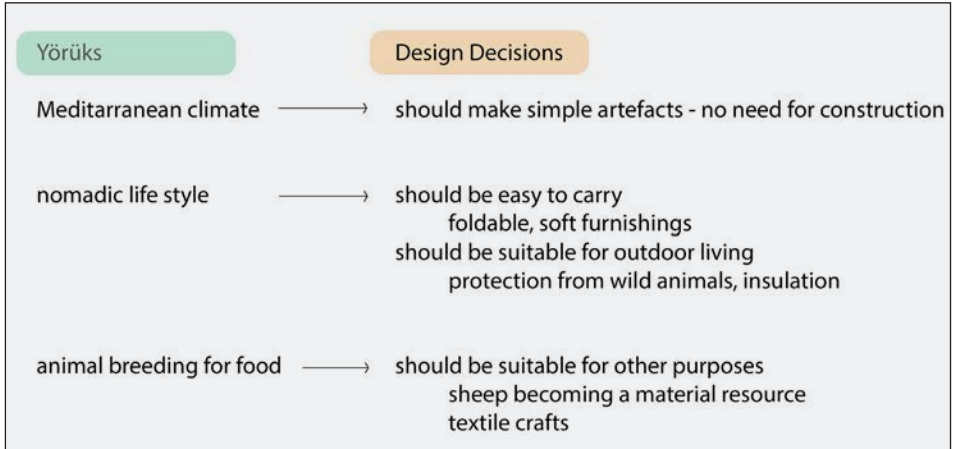 Yörüks
Design Decisions
Meditarranean climate
should make simple artefacts - no need for construction
nomadic life style
should be easy to carry
foldable, soft furnishings
should be suitable for outdoor living
protection from wild animals, insulation
animal breeding for food
should be suitable for other purposes
sheep becoming a material resource
textile crafts